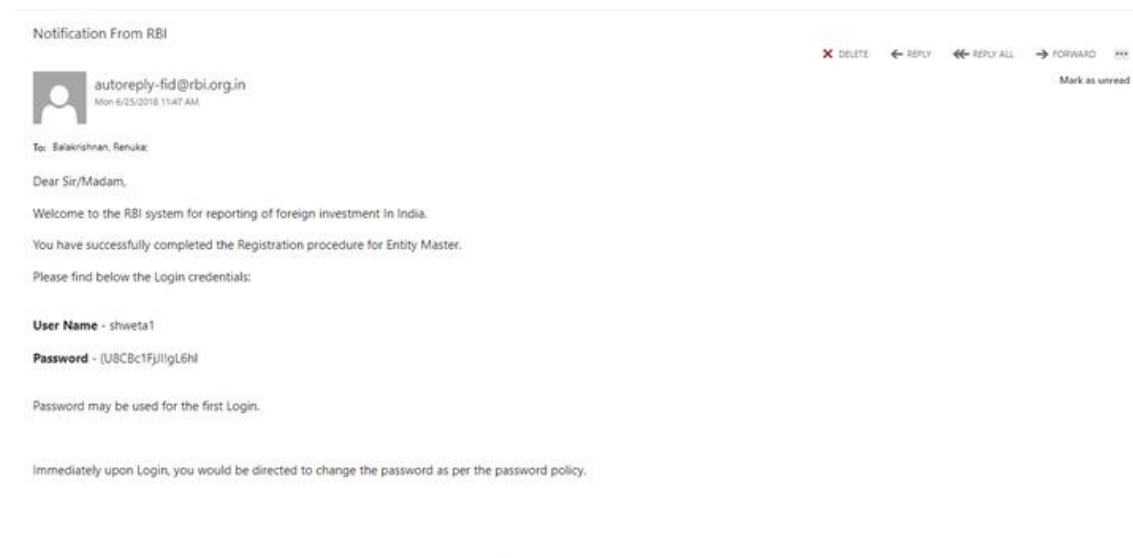 Notification From RBI
DELETE REPLY REPLY ALL FORWARD
autoreply-fid@rbi.org.in
Mon 6/25/2018 11:47 AM
Mark as unread
To: Balakrishnan, Renuka;
Dear Sir/Madam,
Welcome to the RBI system for reporting of foreign investment In India.
You have successfully completed the Registration procedure for Entity Master.
Please find below the Login credentials:
User Name - shweta1
Password -
Password may be used for the first Login.
Immediately upon Login, you would be directed to change the password as per the password policy.